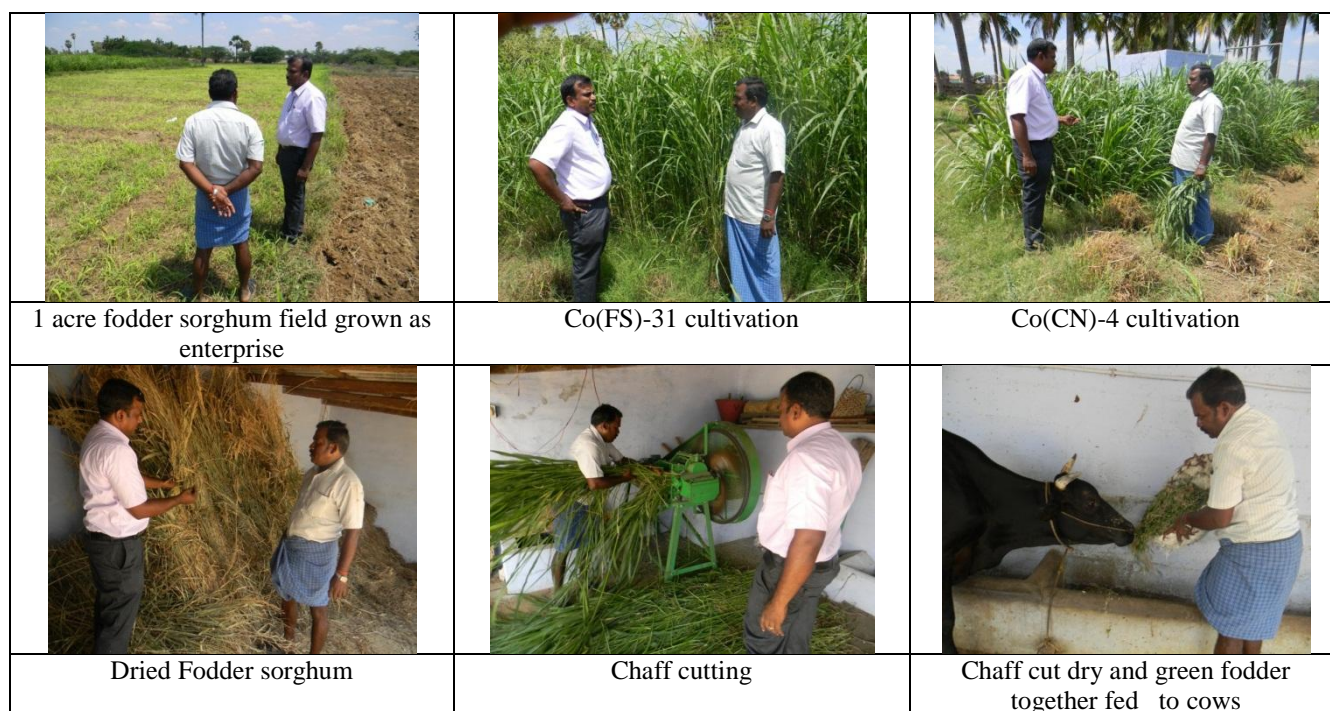 1 acre fodder sorghum field grown as
enterprise
Co(FS)-31 cultivation
Co(CN)-4 cultivation
Dried Fodder sorghum
Chaff cutting
Chaff cut dry and green fodder
together fed   to cows